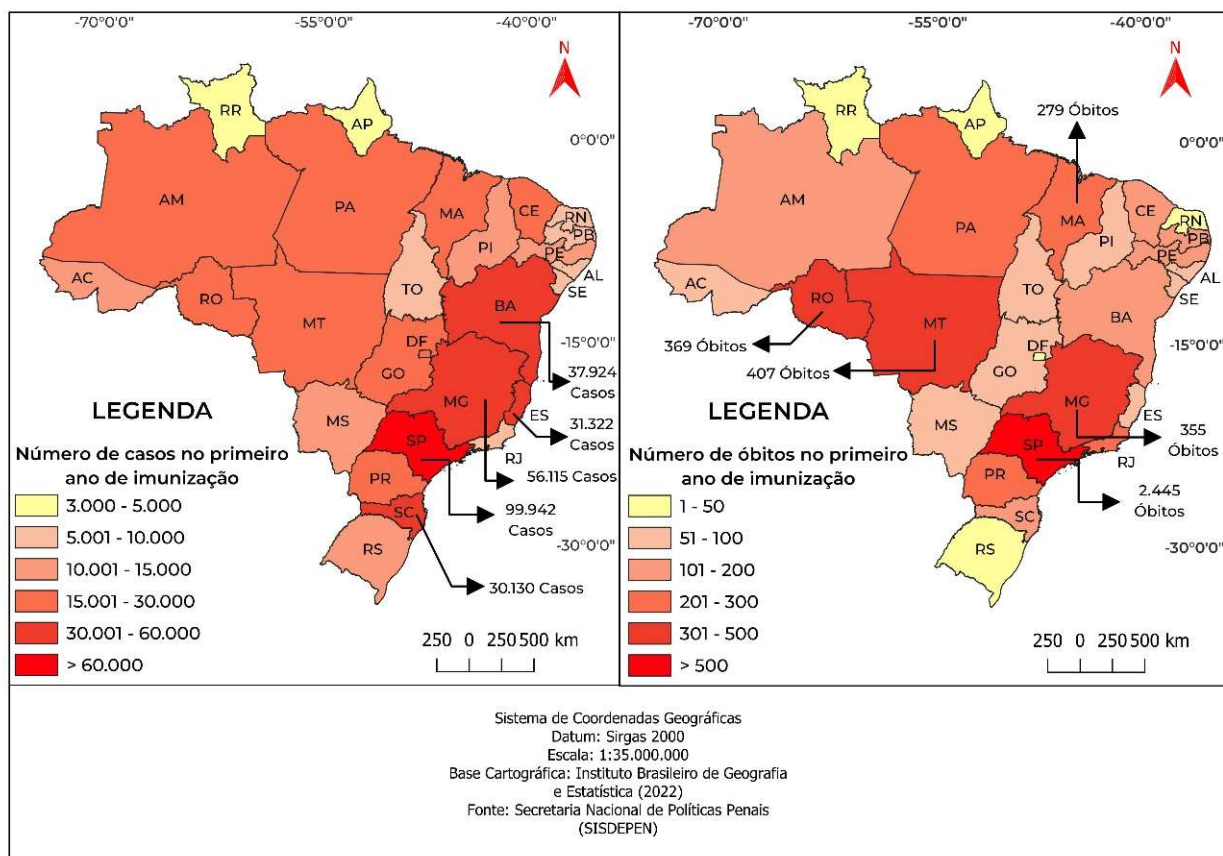 -70°0'0"
-55°0'0"
-40°0'0"
N
RR
AP
0°0'0"
AM
PA
MA
CE
RN
PB
PI
PE
AC
AL
TO
SE
RO
BA
MT
-15°0'0"
DF
GO
37.924
Casos
MG
ES
31.322
Casos
MS
SP
RJ
56.115 Casos
PR
99.942
Casos
SC
-30°0'0"
RS
30.130 Casos
LEGENDA
Número de casos no primeiro
ano de imunização
3.000 - 5.000
5.001 - 10.000
10.001 - 15.000
15.001 - 30.000
30.001 - 60.000
> 60.000
250 0 250 500 km
-70°0'0"
-55°0'0"
-40°0'0"
N
RR
AP
279 Óbitos
0°0'0"
AM
PA
MA
CE
RN
PB
PI
PE
AC
AL
TO
SE
RO
BA
MT
369 Óbitos
-15°0'0"
DF
407 Óbitos
GO
MG
ES
355
Óbitos
MS
SP
RJ
PR
2.445
Óbitos
SC
-30°0'0"
RS
LEGENDA
Número de óbitos no primeiro
ano de imunização
1 - 50
51 - 100
101 - 200
201 - 300
301 - 500
> 500
250 0 250 500 km
Sistema de Coordenadas Geográficas
Datum: Sirgas 2000
Escala: 1:35.000.000
Base Cartográfica: Instituto Brasileiro de Geografia
e Estatística (2022)
Fonte: Secretaria Nacional de Políticas Penais
(SISDEPEN)